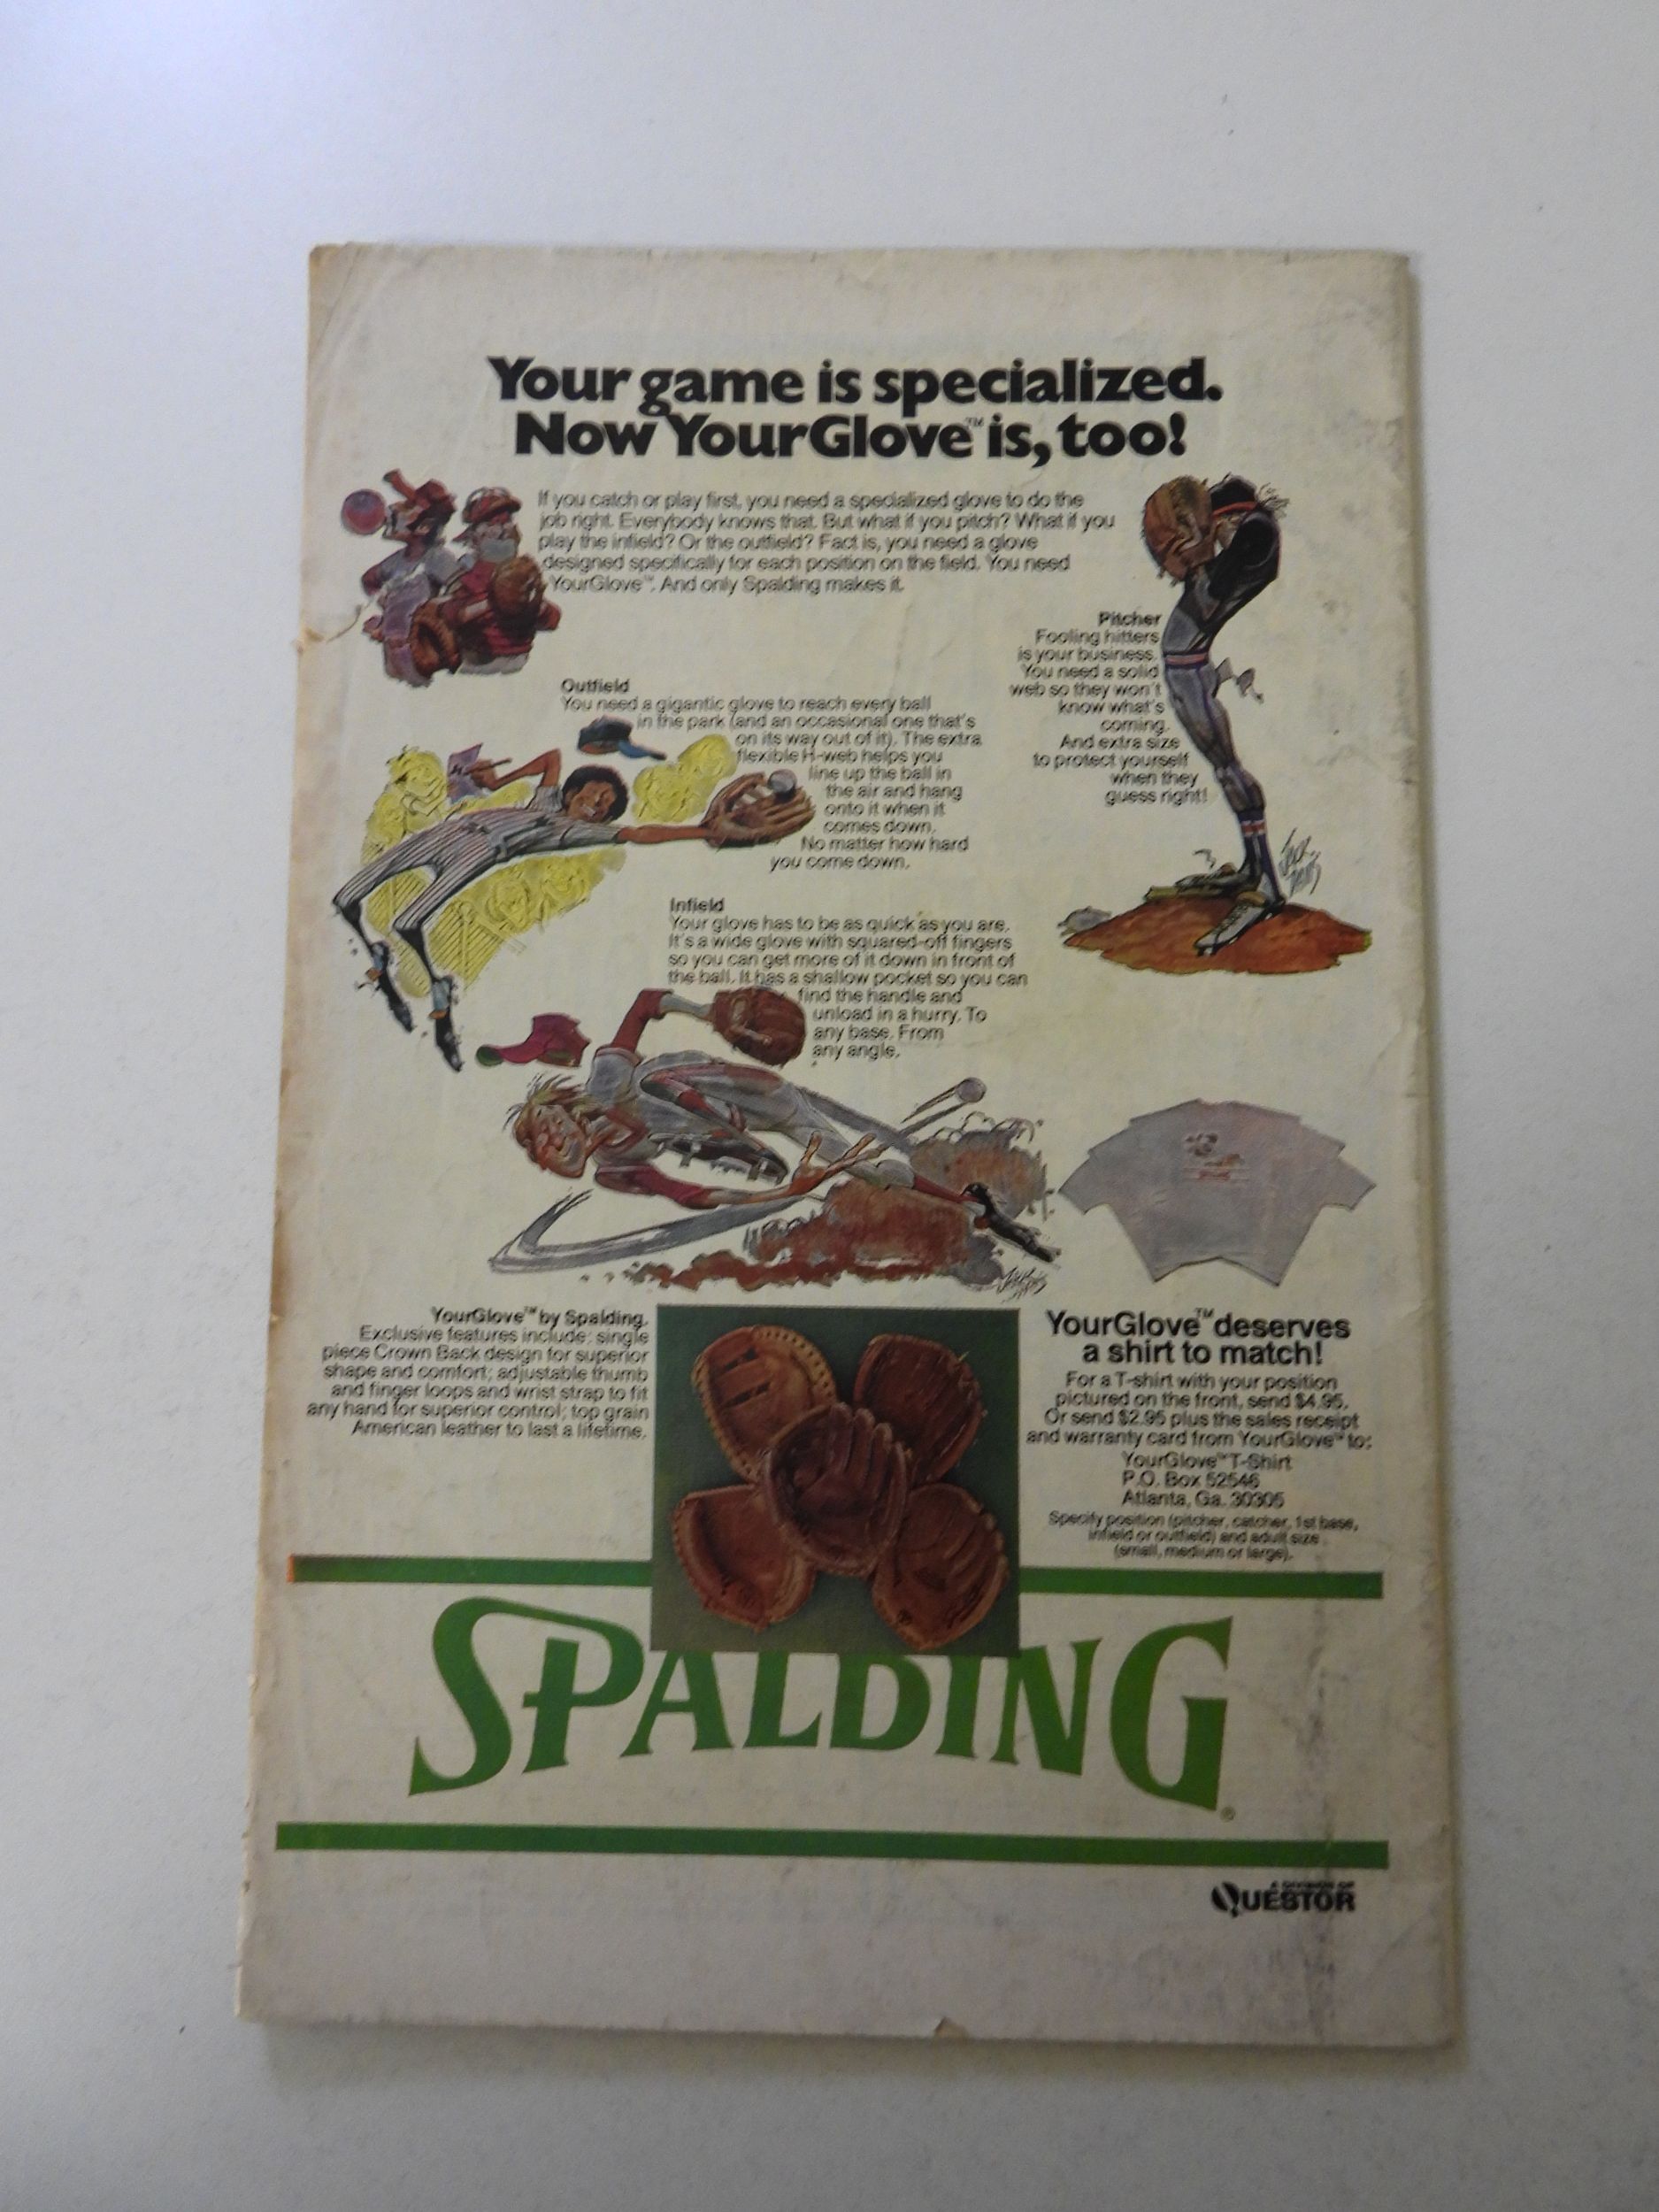 Your game is specialized.
Now YourGlove™ is, too!
If you catch or play first, you need a specialized glove to do the
job right. Everybody knows that. But what if you pitch? What if you
play the infield? Or the outfield? Fact is, you need a glove
designed specifically for each position on the field. You need
YourGlove™. And only Spalding makes it.
Pitcher
Fooling hitters
is your business.
You need a solid
web so they won't
know what's
coming.
And extra size
to protect yourself
when they
guess right!
Jack
Davis
Outfield
You need a gigantic glove to reach every ball
in the park (and an occasional one that's
on its way out of it). The extra
flexible H-web helps you
line up the ball in
the air and hang
onto it when it
comes down.
No matter how hard
you come down.
Infield
Your glove has to be as quick as you are.
It's a wide glove with squared-off fingers
so you can get more of it down in front of
the ball. It has a shallow pocket so you can
find the handle and
unload in a hurry. To
any base. From
any angle.
Jack Davis
YourGlove™ by Spalding.
Exclusive features include: single
piece Crown Back design for superior
shape and comfort; adjustable thumb
and finger loops and wrist strap to fit
any hand for superior control; top grain
American leather to last a lifetime.
YourGlove™ deserves
a shirt to match!
For a T-shirt with your position
pictured on the front, send $4.95.
Or send $2.95 plus the sales receipt
and warranty card from YourGlove™ to:
YourGlove™ T-Shirt
P.O. Box 52546
Atlanta, Ga. 30305
Specify position (pitcher, catcher, 1st base,
infield or outfield) and adult size
(small, medium or large).
SPALDING®
A DIVISION OF
QUESTOR